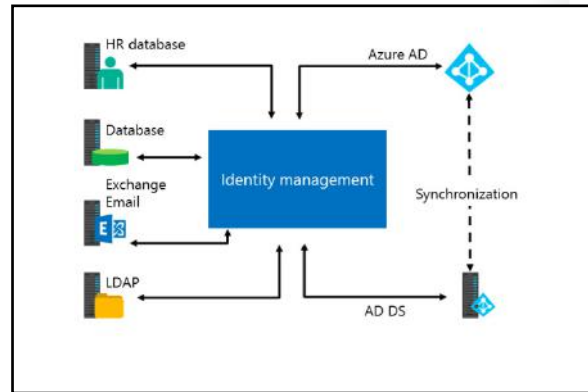 HR database
Azure AD
Database
Identity management
Exchange
Email
E
Synchronization
LDAP
AD DS